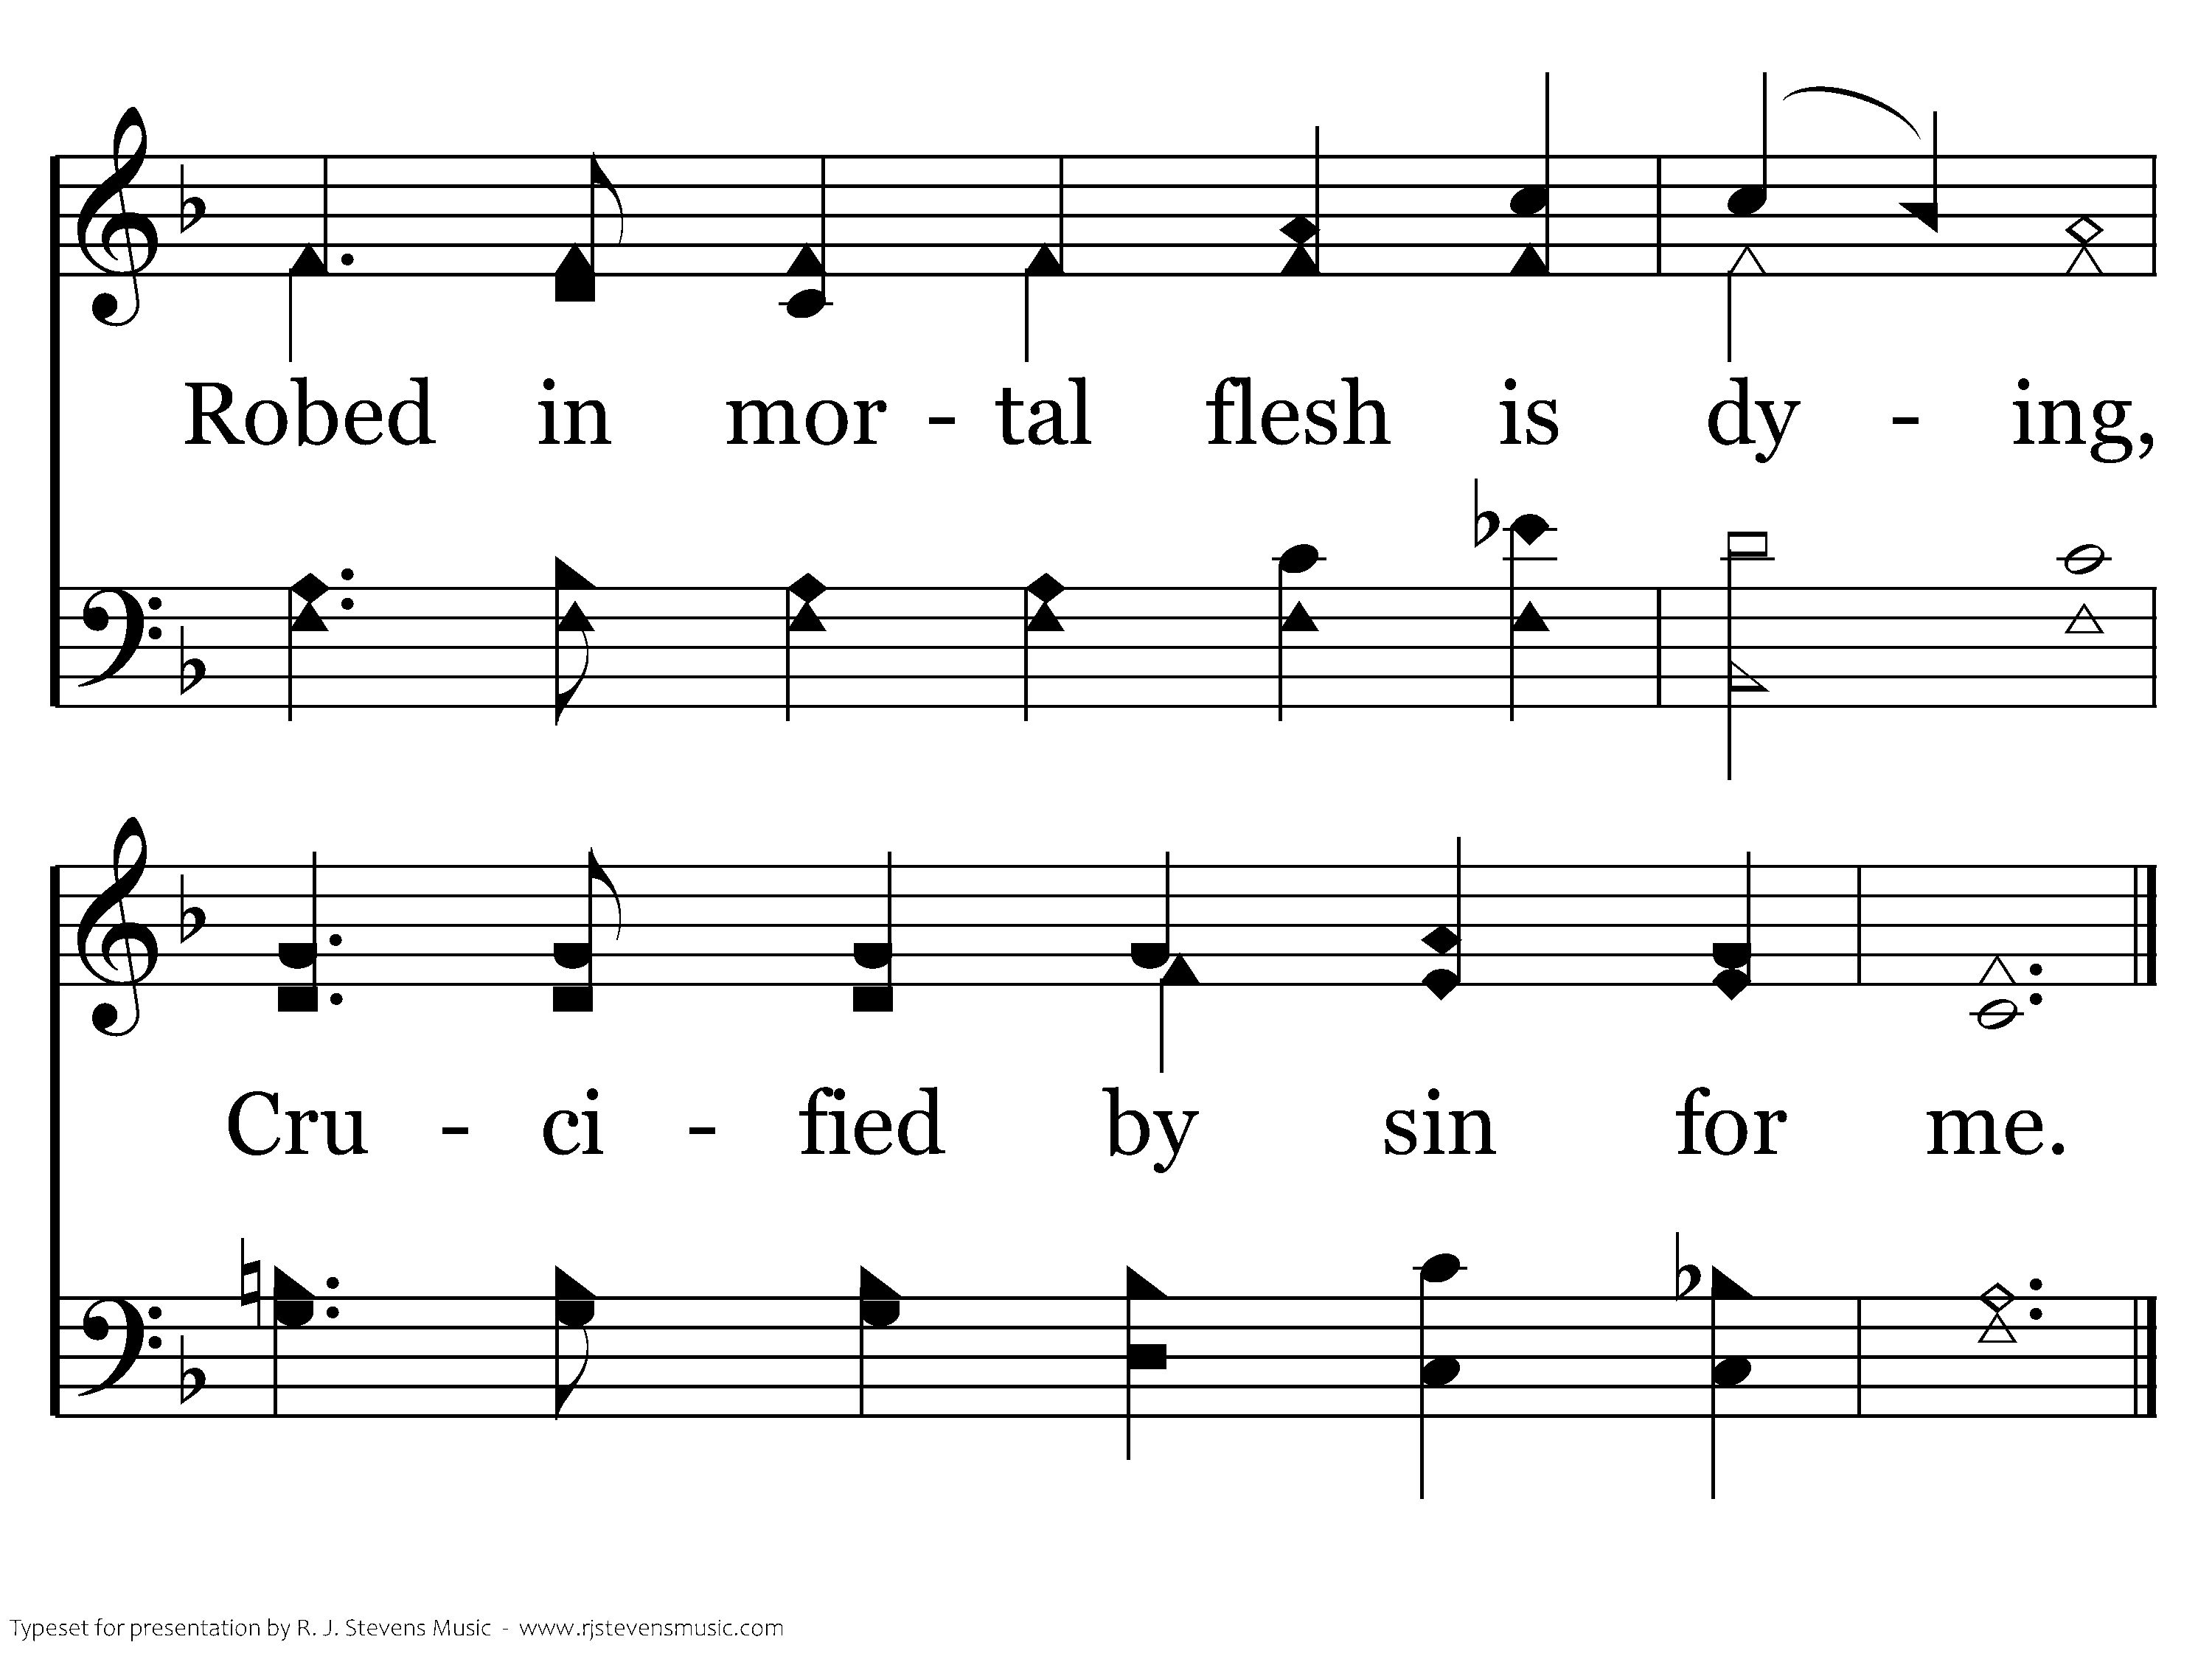 Robed in mor - tal flesh is dy - ing,
Cru - ci - fied by sin for me.
Typeset for presentation by R. J. Stevens Music - www.rjstevensmusic.com